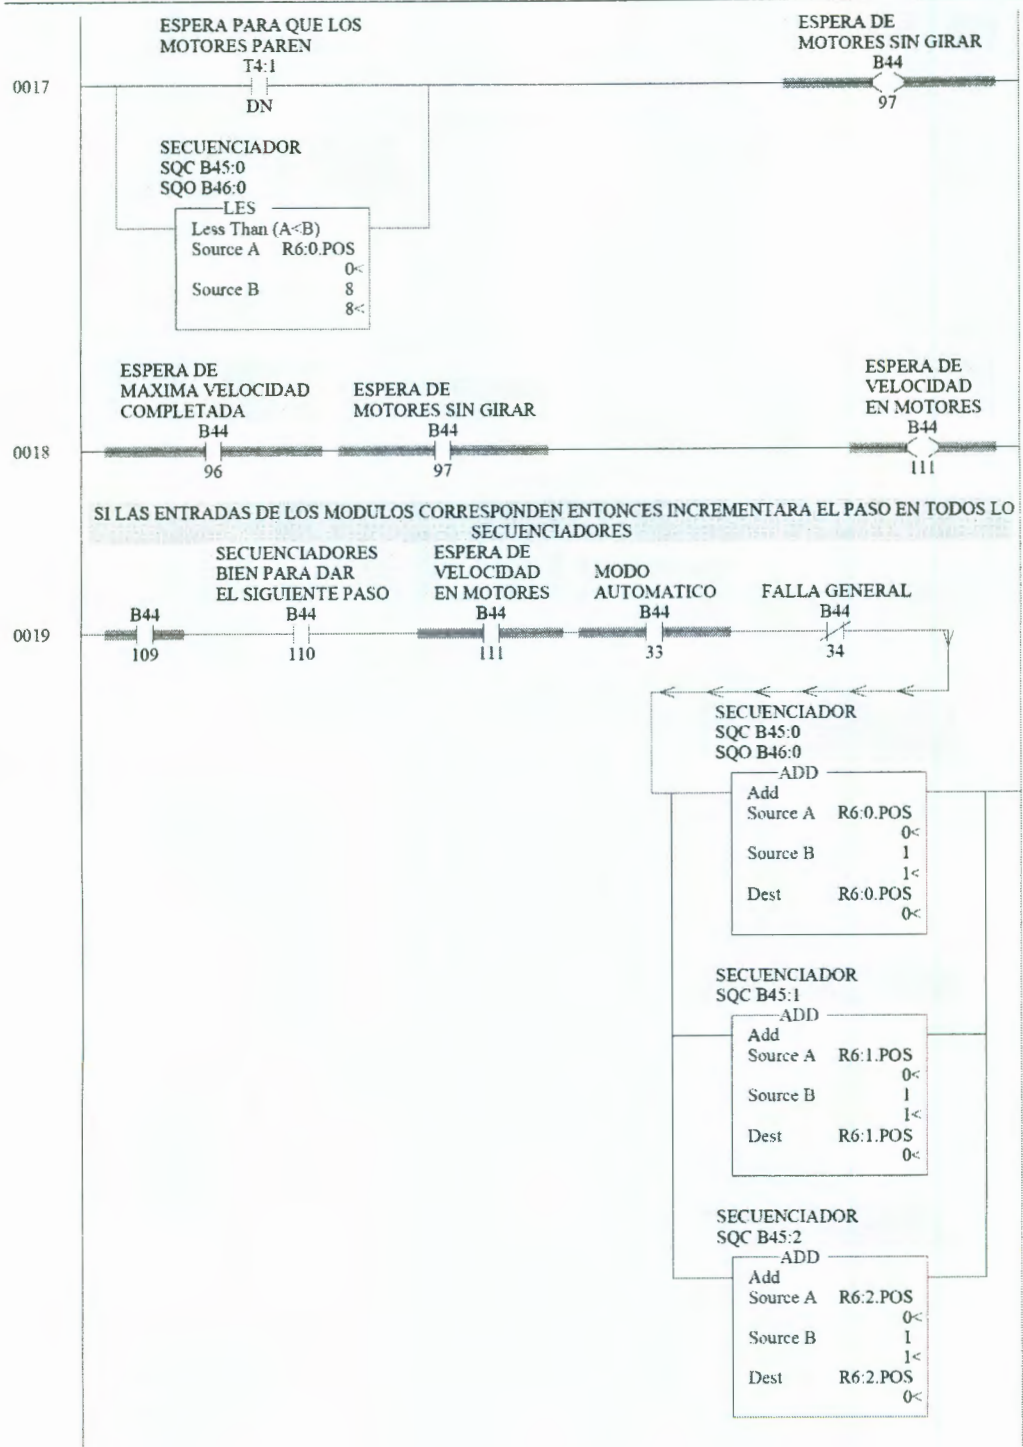 ESPERA PARA QUE LOS
MOTORES PAREN
T4:1
DN
ESPERA DE
MOTORES SIN GIRAR
B44
97
0017
SECUENCIADOR
SQC B45:0
SQO B46:0
LES
Less Than (A<B)
Source A R6:0.POS
0<
Source B 8
8<
ESPERA DE
MAXIMA VELOCIDAD
COMPLETADA
B44
96
ESPERA DE
MOTORES SIN GIRAR
B44
97
ESPERA DE
VELOCIDAD
EN MOTORES
B44
111
0018
SI LAS ENTRADAS DE LOS MODULOS CORRESPONDEN ENTONCES INCREMENTARA EL PASO EN TODOS LO
SECUENCIADORES
0019
B44
109
SECUENCIADORES
BIEN PARA DAR
EL SIGUIENTE PASO
B44
110
ESPERA DE
VELOCIDAD
EN MOTORES
B44
111
MODO
AUTOMATICO
B44
33
FALLA GENERAL
B44
34
SECUENCIADOR
SQC B45:0
SQO B46:0
ADD
Add
Source A R6:0.POS
0<
Source B 1
1<
Dest R6:0.POS
0<
SECUENCIADOR
SQC B45:1
ADD
Add
Source A R6:1.POS
0<
Source B 1
1<
Dest R6:1.POS
0<
SECUENCIADOR
SQC B45:2
ADD
Add
Source A R6:2.POS
0<
Source B 1
1<
Dest R6:2.POS
0<